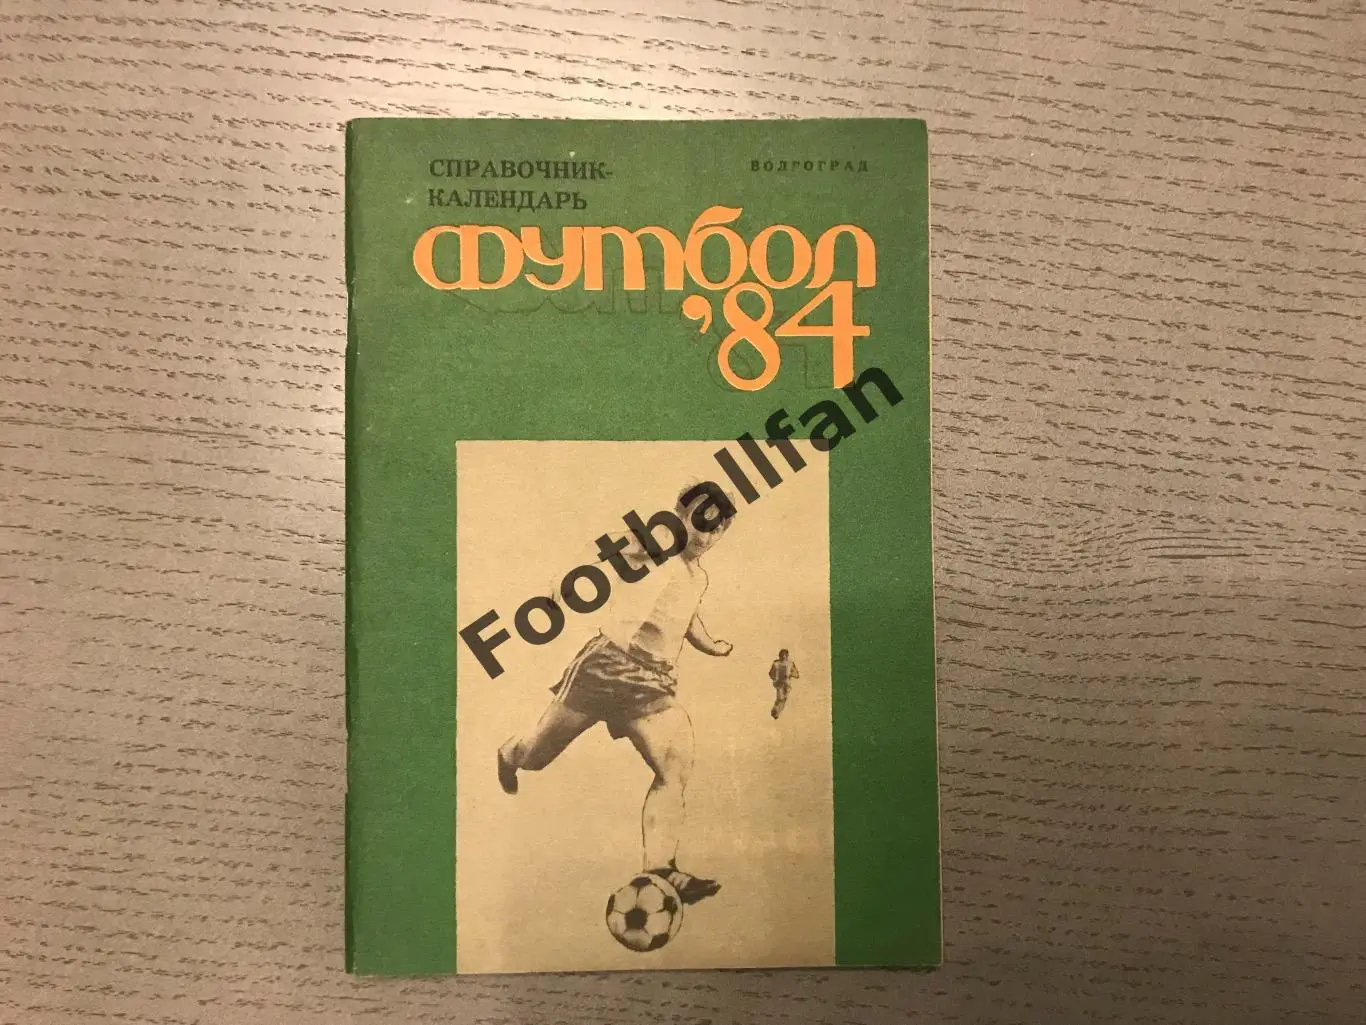 СПРАВОЧНИК-
КАЛЕНДАРЬ
ВОЛГОГРАД
Футбол
'84
Footballfan